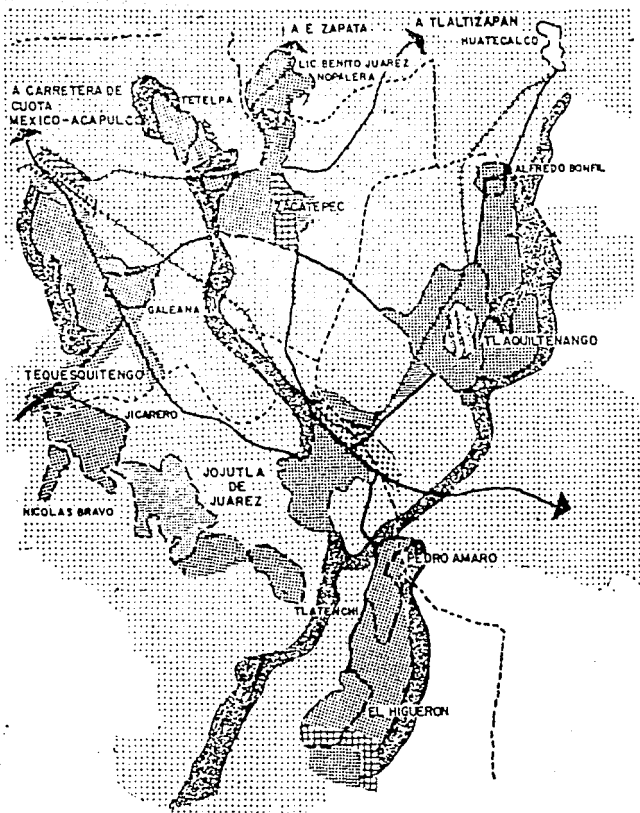 A E. ZAPATA
A TLALTIZAPAN
HUATECALCO
LIC BENITO JUAREZ
NOPALERA
A CARRETERA DE
CUOTA
MEXICO-ACAPULCO
TETELPA
ALFREDO BONFIL
ZACATEPEC
GALEANA
TLAQUILTENANGO
TEQUESQUITENGO
JICARERO
JOJUTLA
DE
JUAREZ
NICOLAS BRAVO
PEDRO AMARO
TLATENCHI
EL HIGUERON